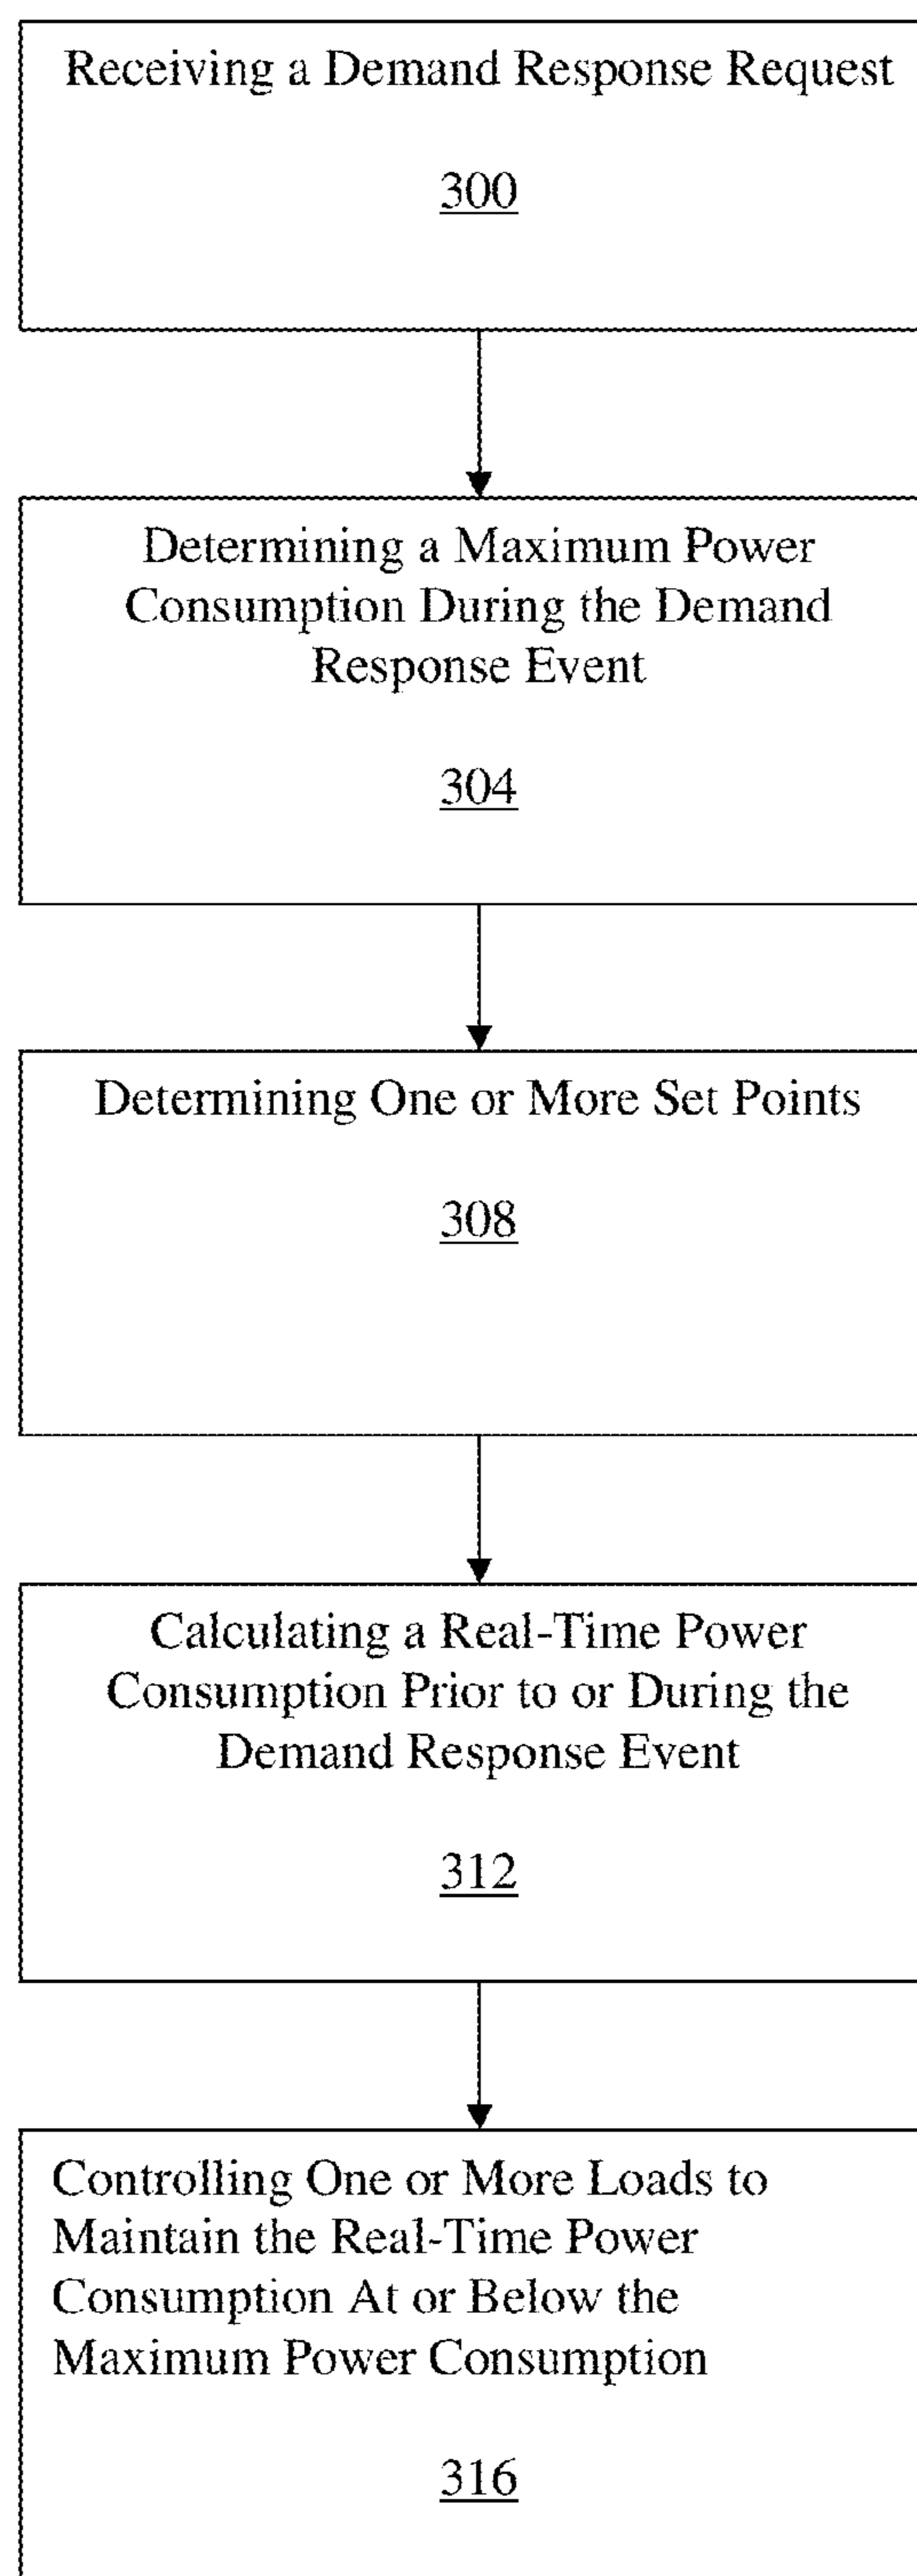 Receiving a Demand Response Request
300
Determining a Maximum Power
Consumption During the Demand
Response Event
304
Determining One or More Set Points
308
Calculating a Real-Time Power
Consumption Prior to or During the
Demand Response Event
312
Controlling One or More Loads to
Maintain the Real-Time Power
Consumption At or Below the
Maximum Power Consumption
316